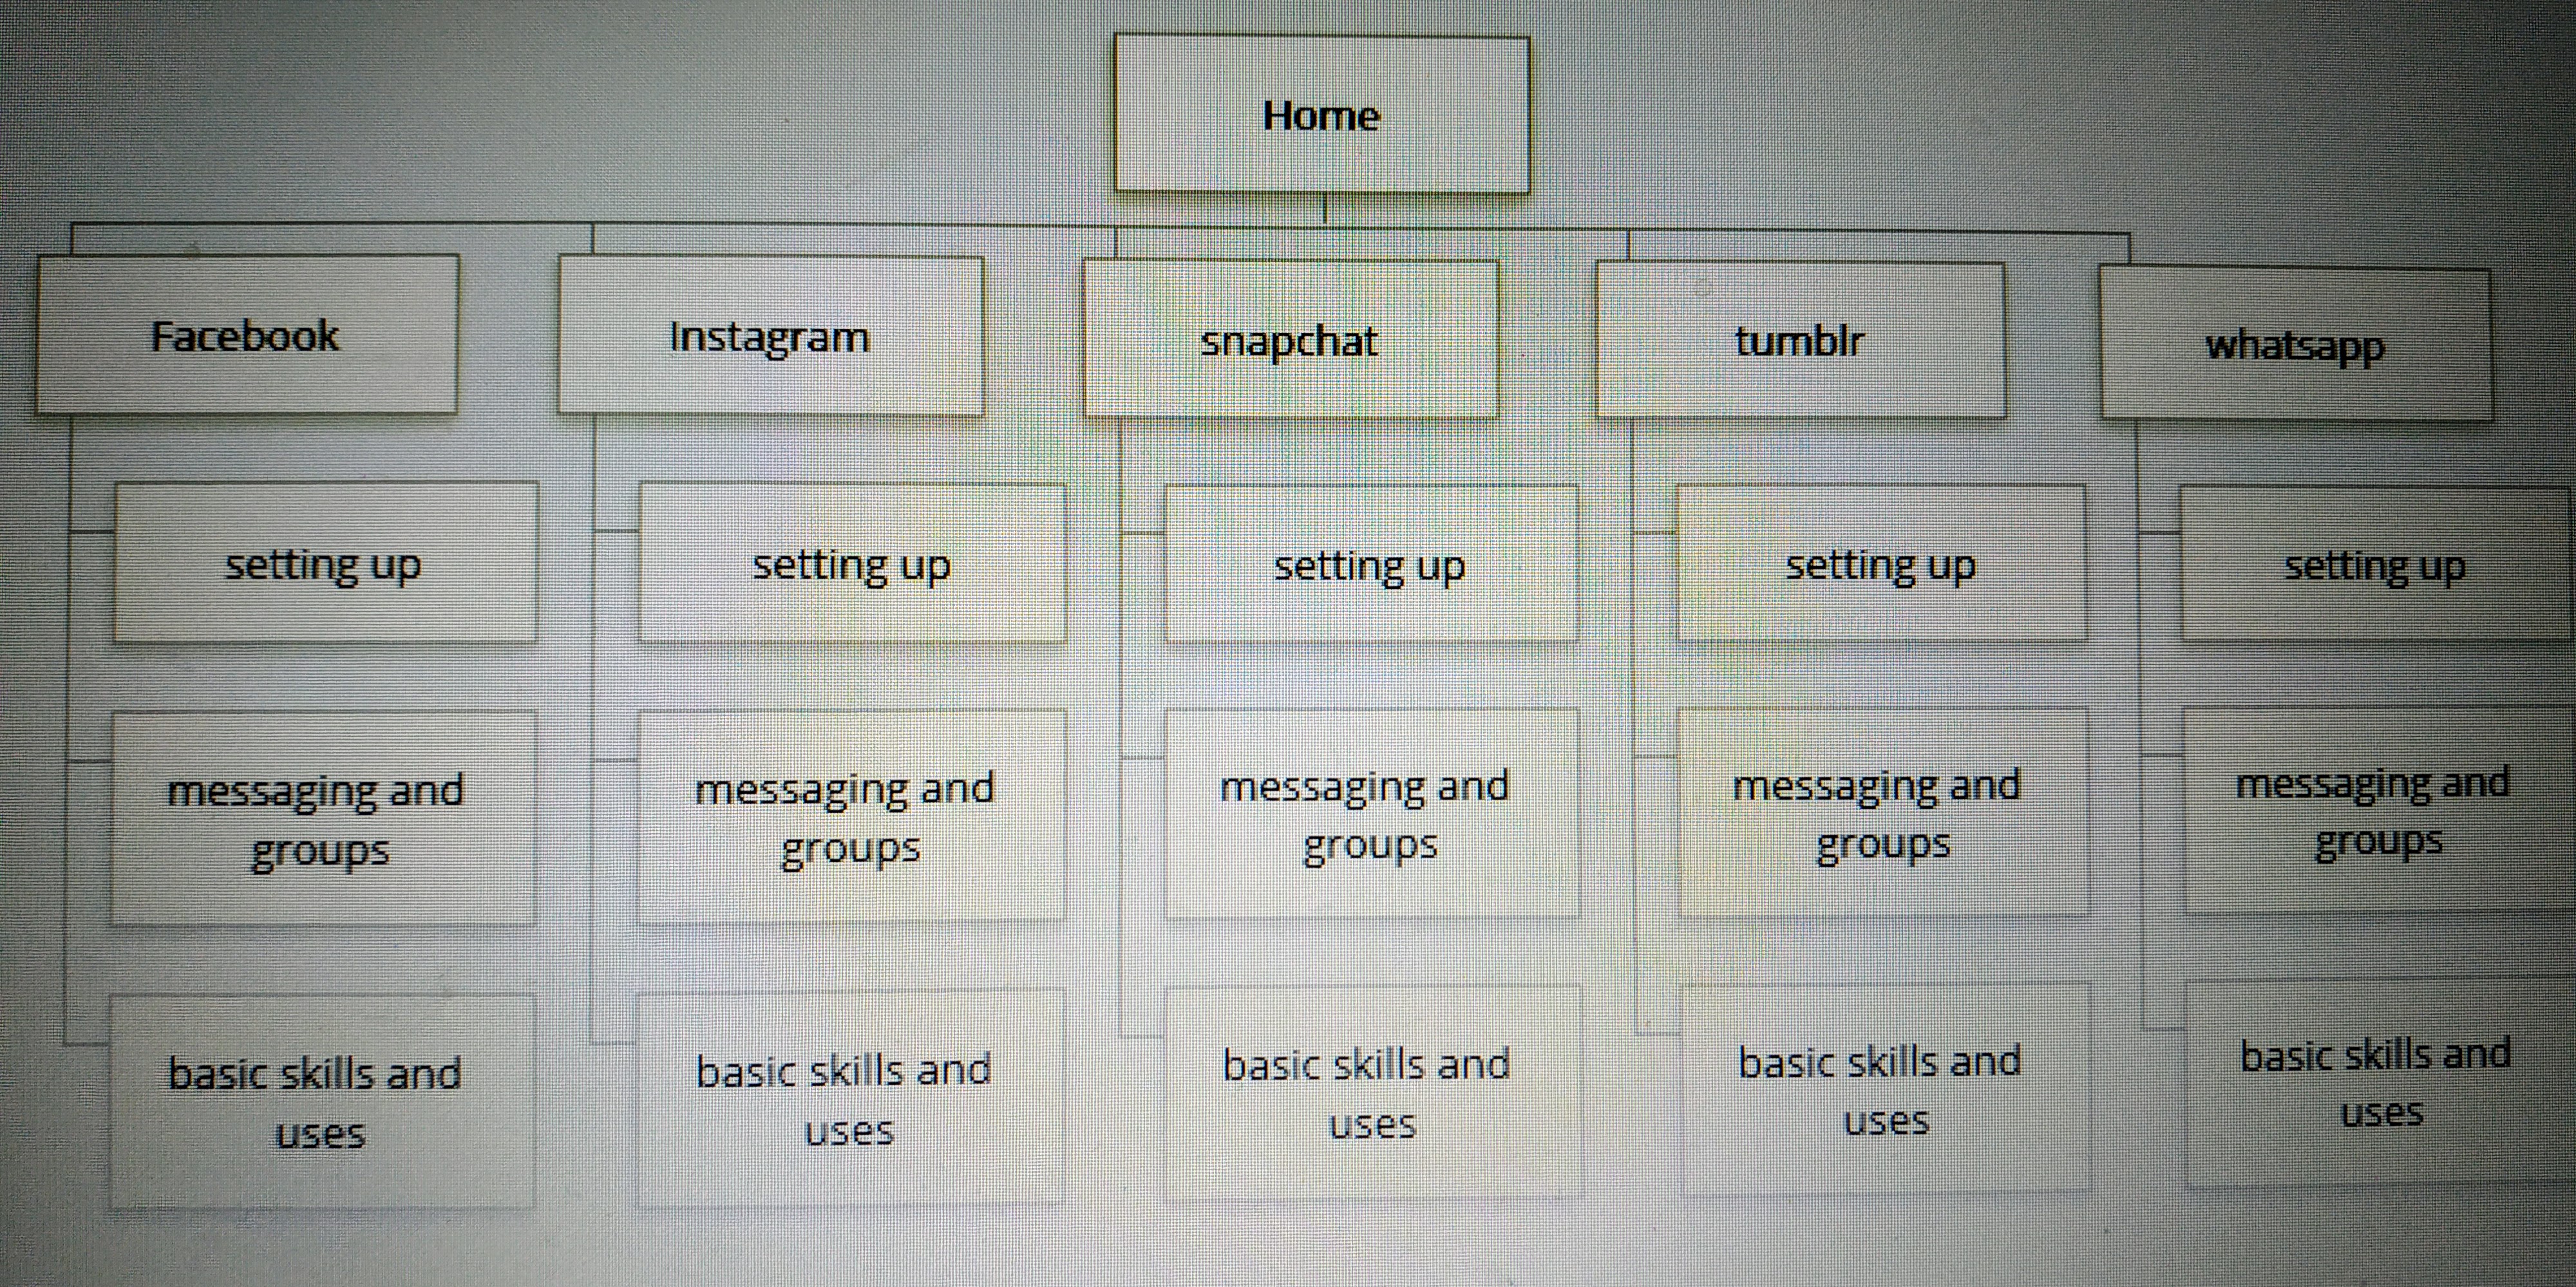 Home
Facebook
Instagram
snapchat
tumblr
whatsapp
setting up
setting up
setting up
setting up
setting up
messaging and
groups
messaging and
groups
messaging and
groups
messaging and
groups
messaging and
groups
basic skills and
uses
basic skills and
uses
basic skills and
uses
basic skills and
uses
basic skills and
uses